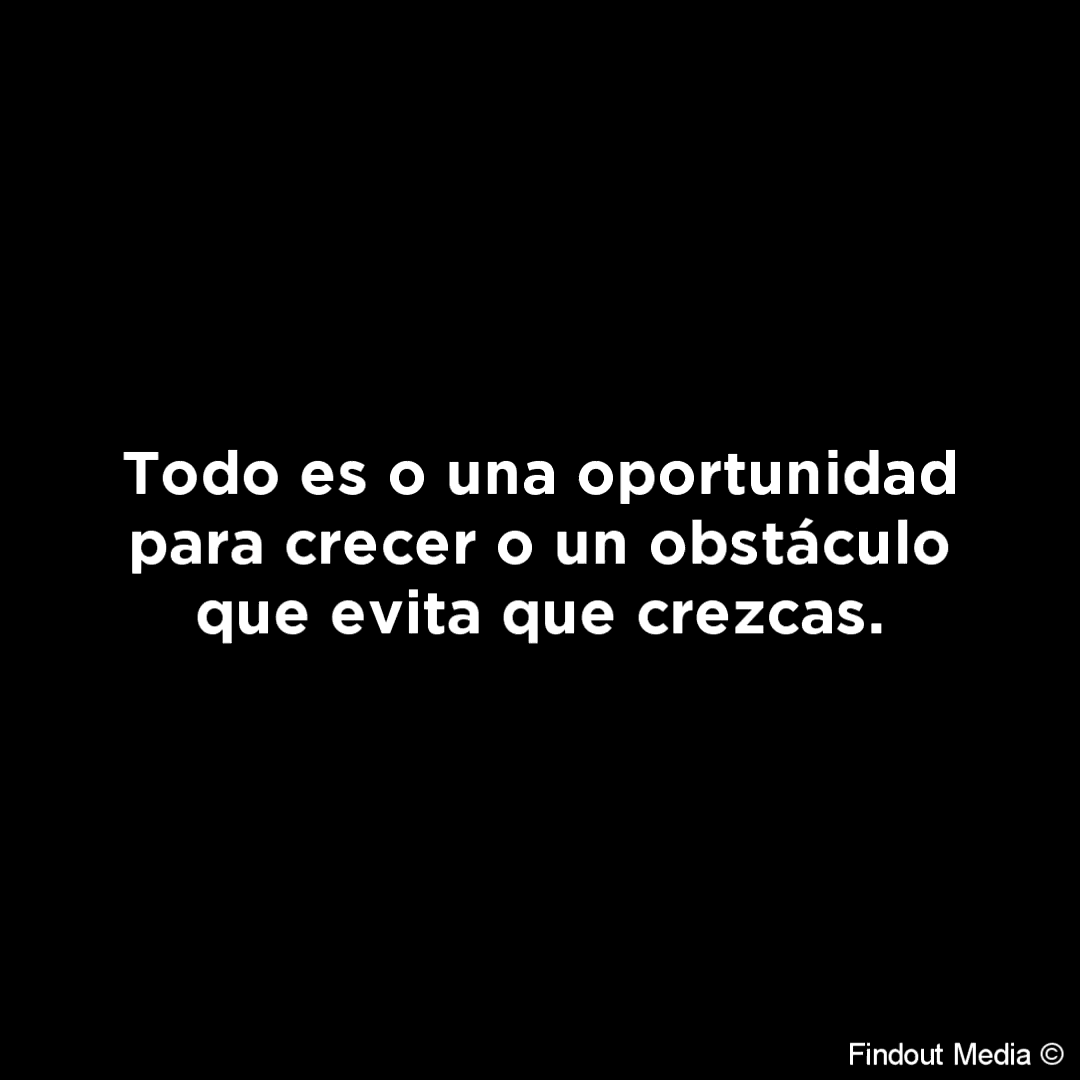 Todo es o una oportunidad
para crecer o un obstáculo
que evita que crezcas.
Findout Media ©